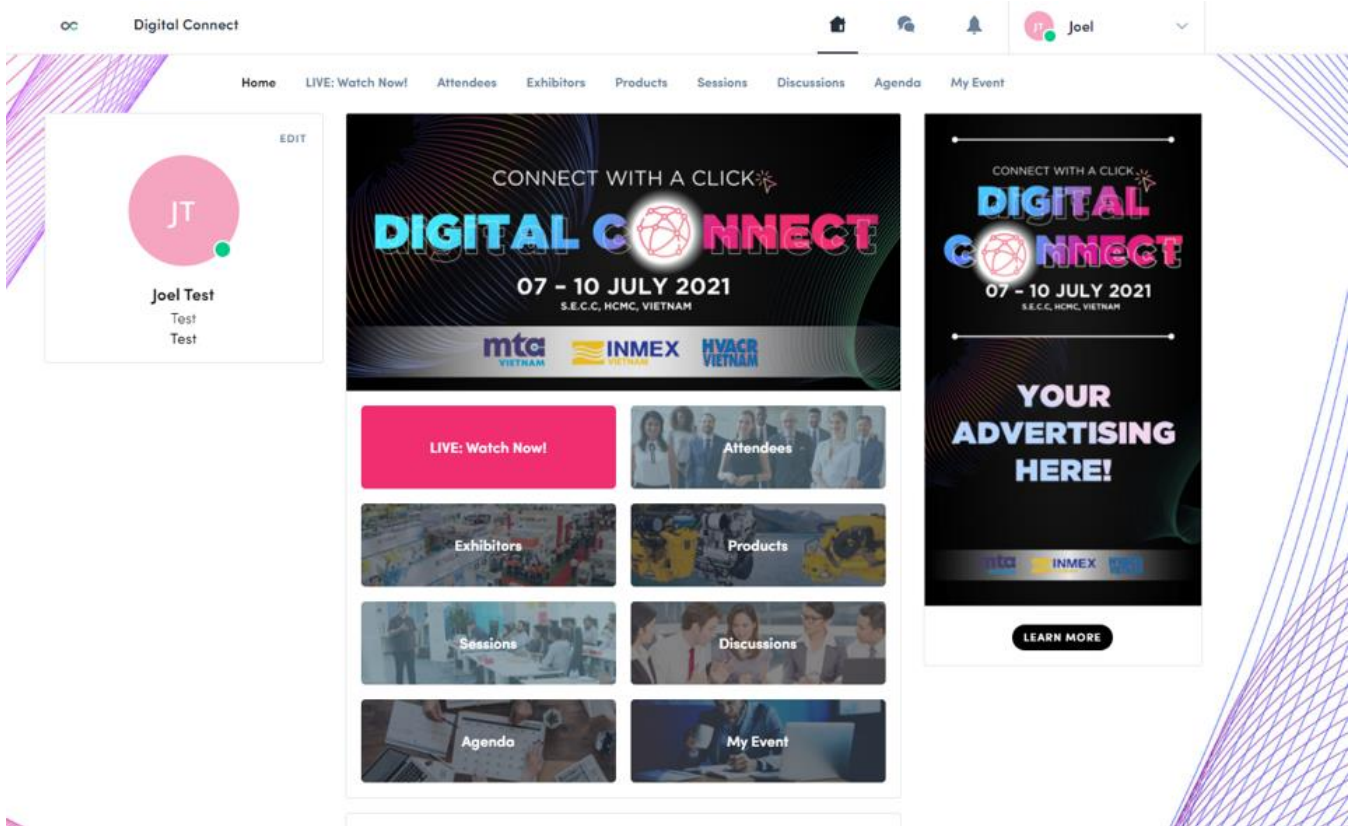 Digital Connect
JT
Joel
Home LIVE: Watch Now! Attendees Exhibitors Products Sessions Discussions Agenda My Event
EDIT
JT
Joel Test
Test
Test
CONNECT WITH A CLICK
DIGITAL CONNECT
07 - 10 JULY 2021
S.E.C.C, HCMC, VIETNAM
mta
VIETNAM
INMEX
VIETNAM
HVACR
VIETNAM
LIVE: Watch Now!
Attendees
Exhibitors
Products
Sessions
Discussions
Agenda
My Event
CONNECT WITH A CLICK
DIGITAL
CONNECT
07 - 10 JULY 2021
S.E.C.C, HCMC, VIETNAM
YOUR
ADVERTISING
HERE!
mta
INMEX
LEARN MORE